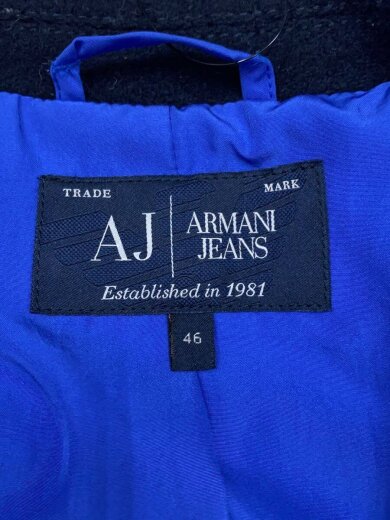 TRADE MARK
AJ ARMANI
JEANS
Established in 1981
46